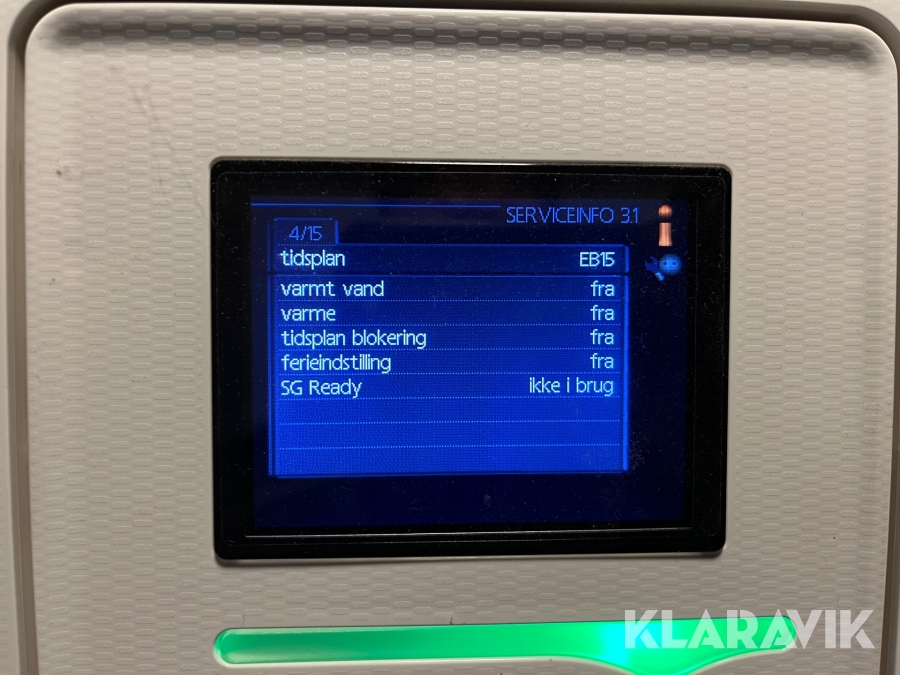 SERVICEINFO 3.1
4/15
tidsplan EB15
varmt vand fra
varme fra
tidsplan blokering fra
ferieindstilling fra
SG Ready ikke i brug
KLARAVIK